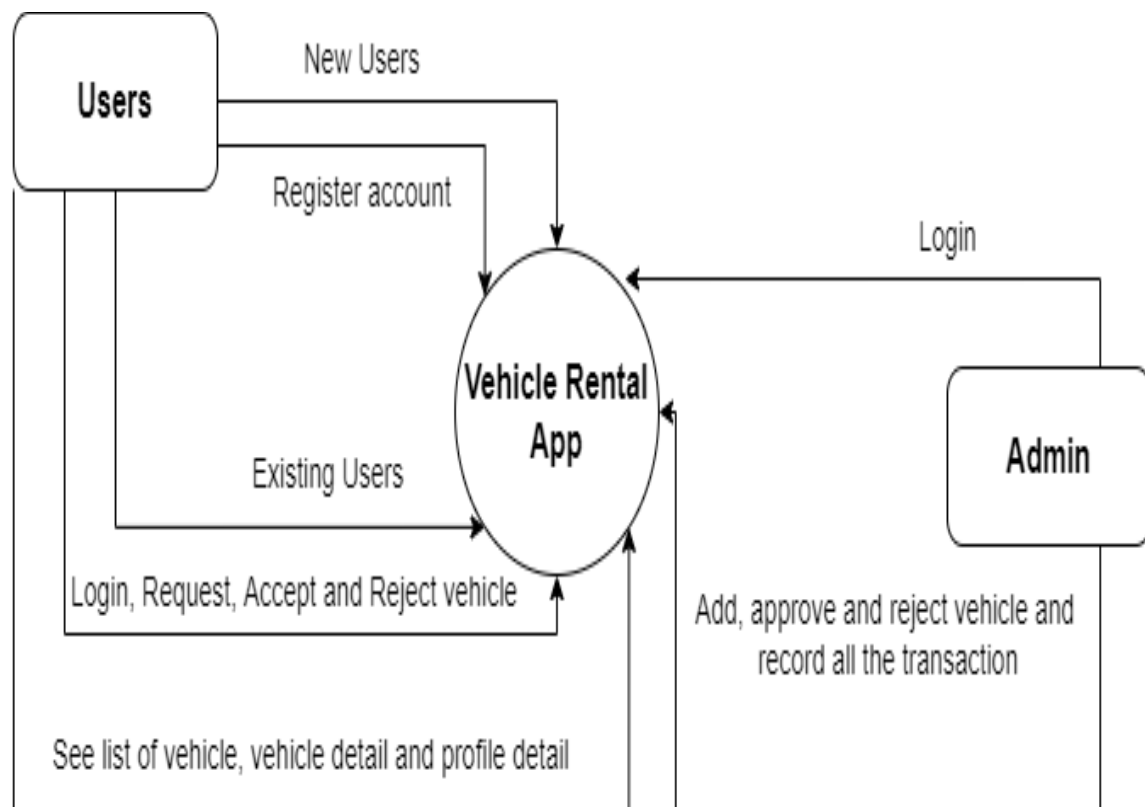 New Users
Users
Register account
Login
Vehicle Rental
App
Admin
Existing Users
Login, Request, Accept and Reject vehicle
Add, approve and reject vehicle and
record all the transaction
See list of vehicle, vehicle detail and profile detail